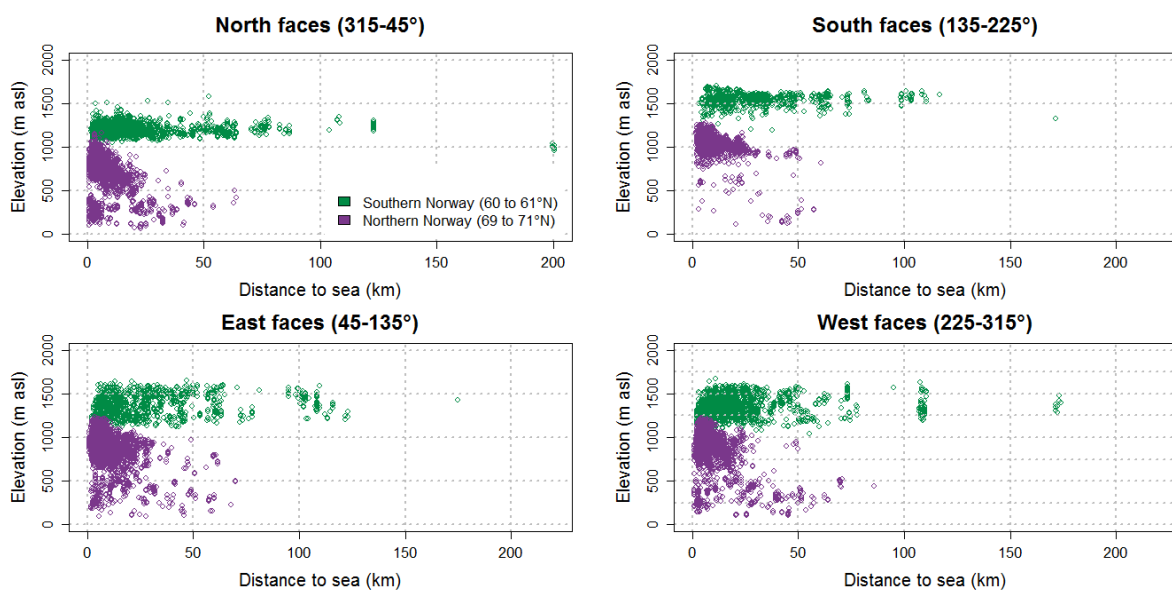 North faces (315-45°)
South faces (135-225°)
Elevation (m asl)
0 500 1000 1500 2000
Southern Norway (60 to 61°N)
Northern Norway (69 to 71°N)
0 50 100 150 200
Distance to sea (km)
Elevation (m asl)
0 500 1000 1500 2000
0 50 100 150 200
Distance to sea (km)
East faces (45-135°)
West faces (225-315°)
Elevation (m asl)
0 500 1000 1500 2000
0 50 100 150 200
Distance to sea (km)
Elevation (m asl)
0 500 1000 1500 2000
0 50 100 150 200
Distance to sea (km)